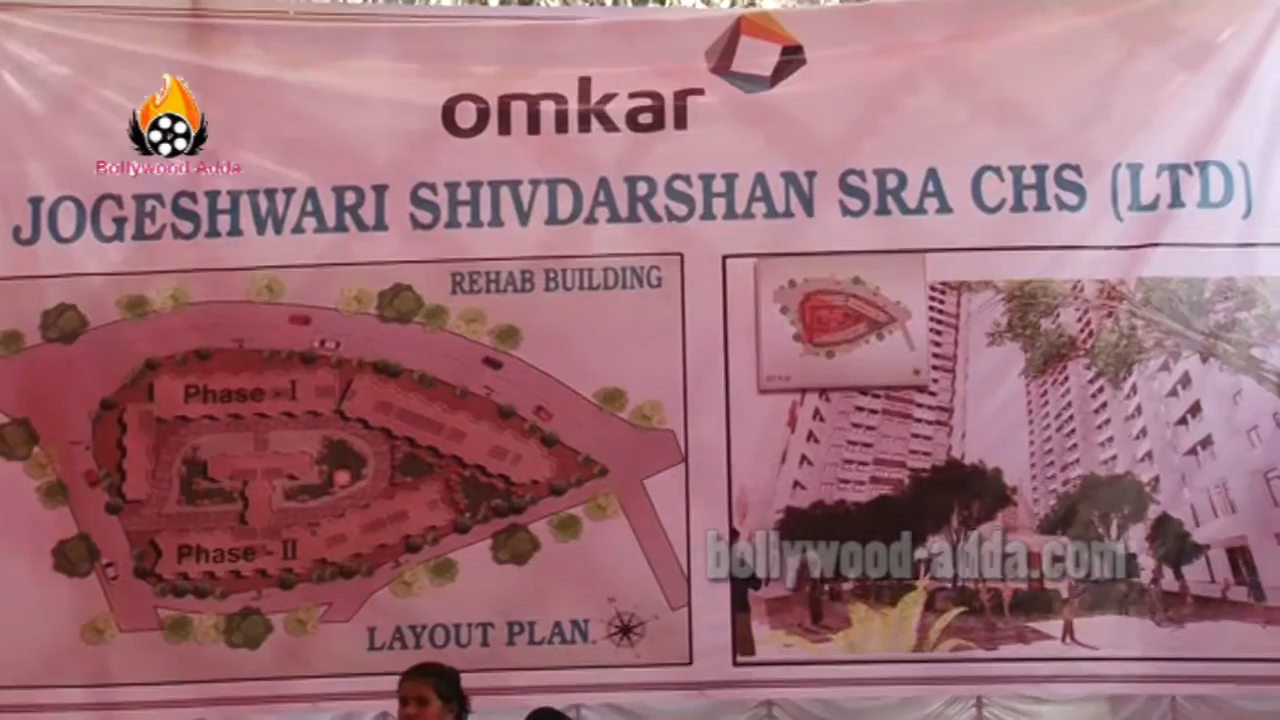 omkar
Bollywood-Adda
JOGESHWARI SHIVDARSHAN SRA CHS (LTD)
REHAB BUILDING
Phase - I
Phase - II
LAYOUT PLAN.
bollywood-adda.com